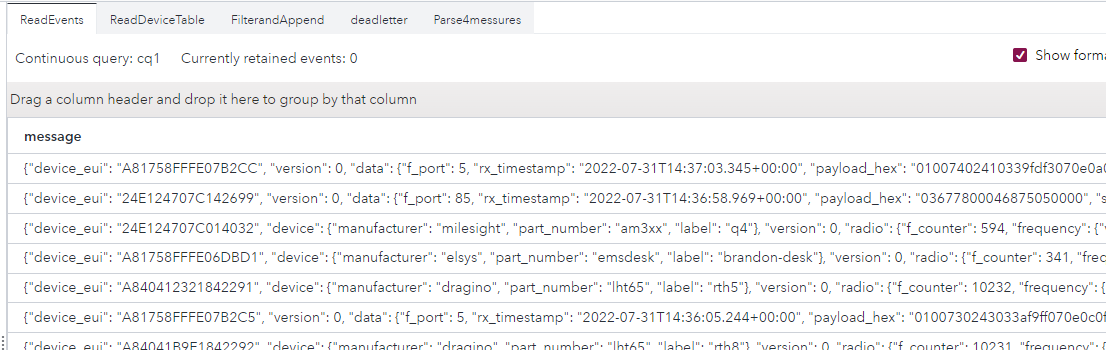 ReadEvents ReadDeviceTable FilterandAppend deadletter Parse4messures
Continuous query: cq1 Currently retained events: 0 Show forma
Drag a column header and drop it here to group by that column
message
{"device_eui": "A81758FFFE07B2CC", "version": 0, "data": {"f_port": 5, "rx_timestamp": "2022-07-31T14:37:03.345+00:00", "payload_hex": "01007402410339fdf3070e0a0
{"device_eui": "24E124707C142699", "version": 0, "data": {"f_port": 85, "rx_timestamp": "2022-07-31T14:36:58.969+00:00", "payload_hex": "03677800046875050000", "s
{"device_eui": "24E124707C014032", "device": {"manufacturer": "milesight", "part_number": "am3xx", "label": "q4"}, "version": 0, "radio": {"f_counter": 594, "frequency": {"
{"device_eui": "A81758FFFE06DBD1", "device": {"manufacturer": "elsys", "part_number": "emsdesk", "label": "brandon-desk"}, "version": 0, "radio": {"f_counter": 341, "frec
{"device_eui": "A840412321842291", "device": {"manufacturer": "dragino", "part_number": "lht65", "label": "rth5"}, "version": 0, "radio": {"f_counter": 10232, "frequency": {
{"device_eui": "A81758FFFE07B2C5", "version": 0, "data": {"f_port": 5, "rx_timestamp": "2022-07-31T14:36:05.244+00:00", "payload_hex": "0100730243033af9ff070e0c0f
{"device_eui": "A84041B9E1842292", "device": {"manufacturer": "dragino", "part_number": "lht65", "label": "rth8"}, "version": 0, "radio": {"f_counter": 10231, "frequency": {